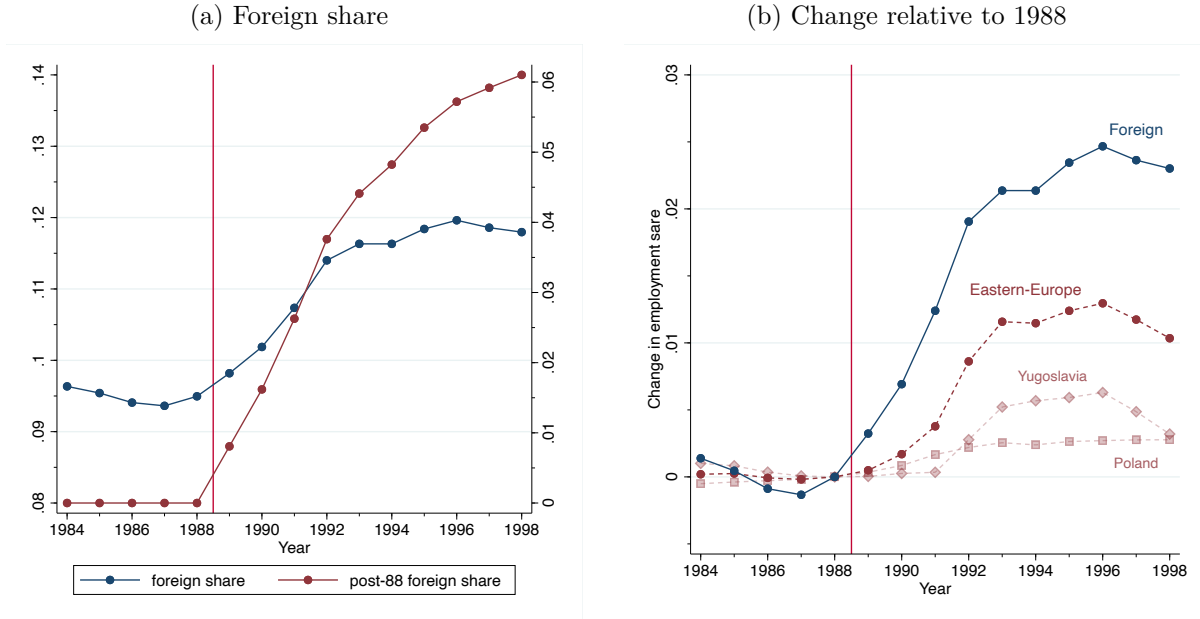 (a) Foreign share
.14
.13
.12
.11
.1
.09
.08
.06
.05
.04
.03
.02
.01
0
1984 1986 1988 1990 1992 1994 1996 1998
Year
foreign share
post-88 foreign share
(b) Change relative to 1988
Change in employment sare
.03
.02
.01
0
Foreign
Eastern-Europe
Yugoslavia
Poland
1984 1986 1988 1990 1992 1994 1996 1998
Year